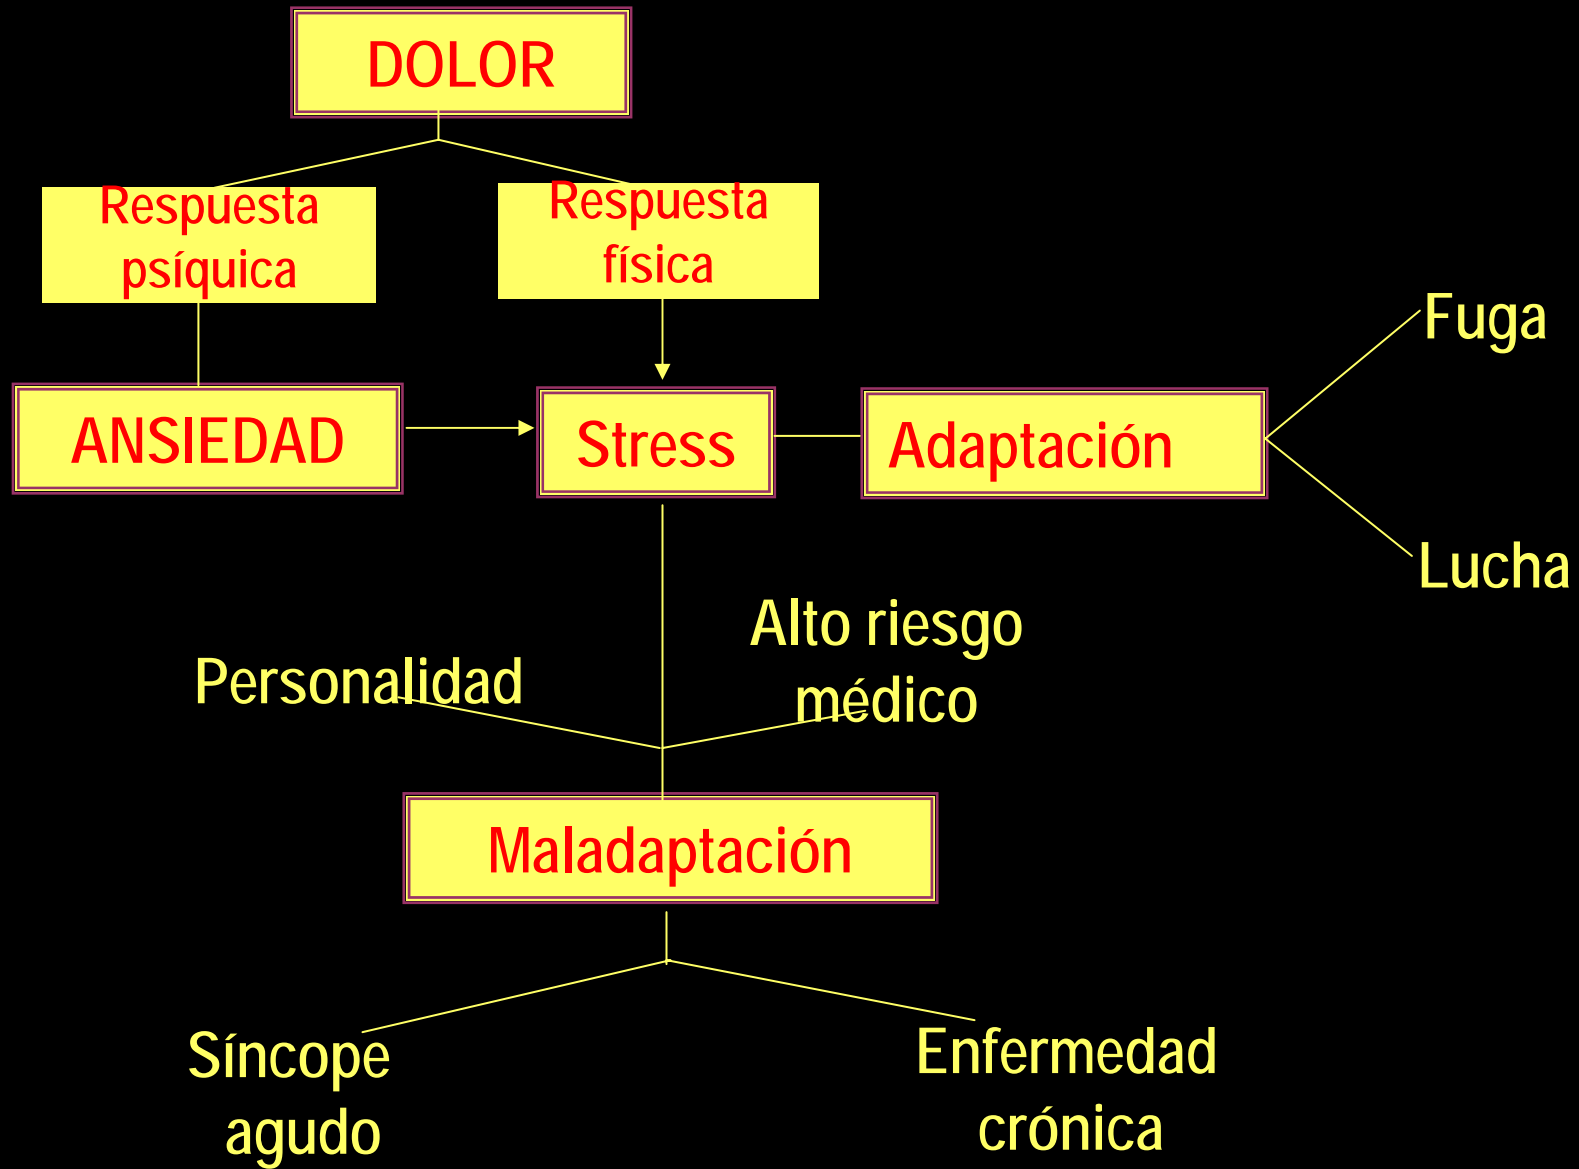 DOLOR
Respuesta
psíquica
Respuesta
física
Fuga
ANSIEDAD
Stress
Adaptación
Lucha
Alto riesgo
médico
Personalidad
Maladaptación
Síncope
agudo
Enfermedad
crónica